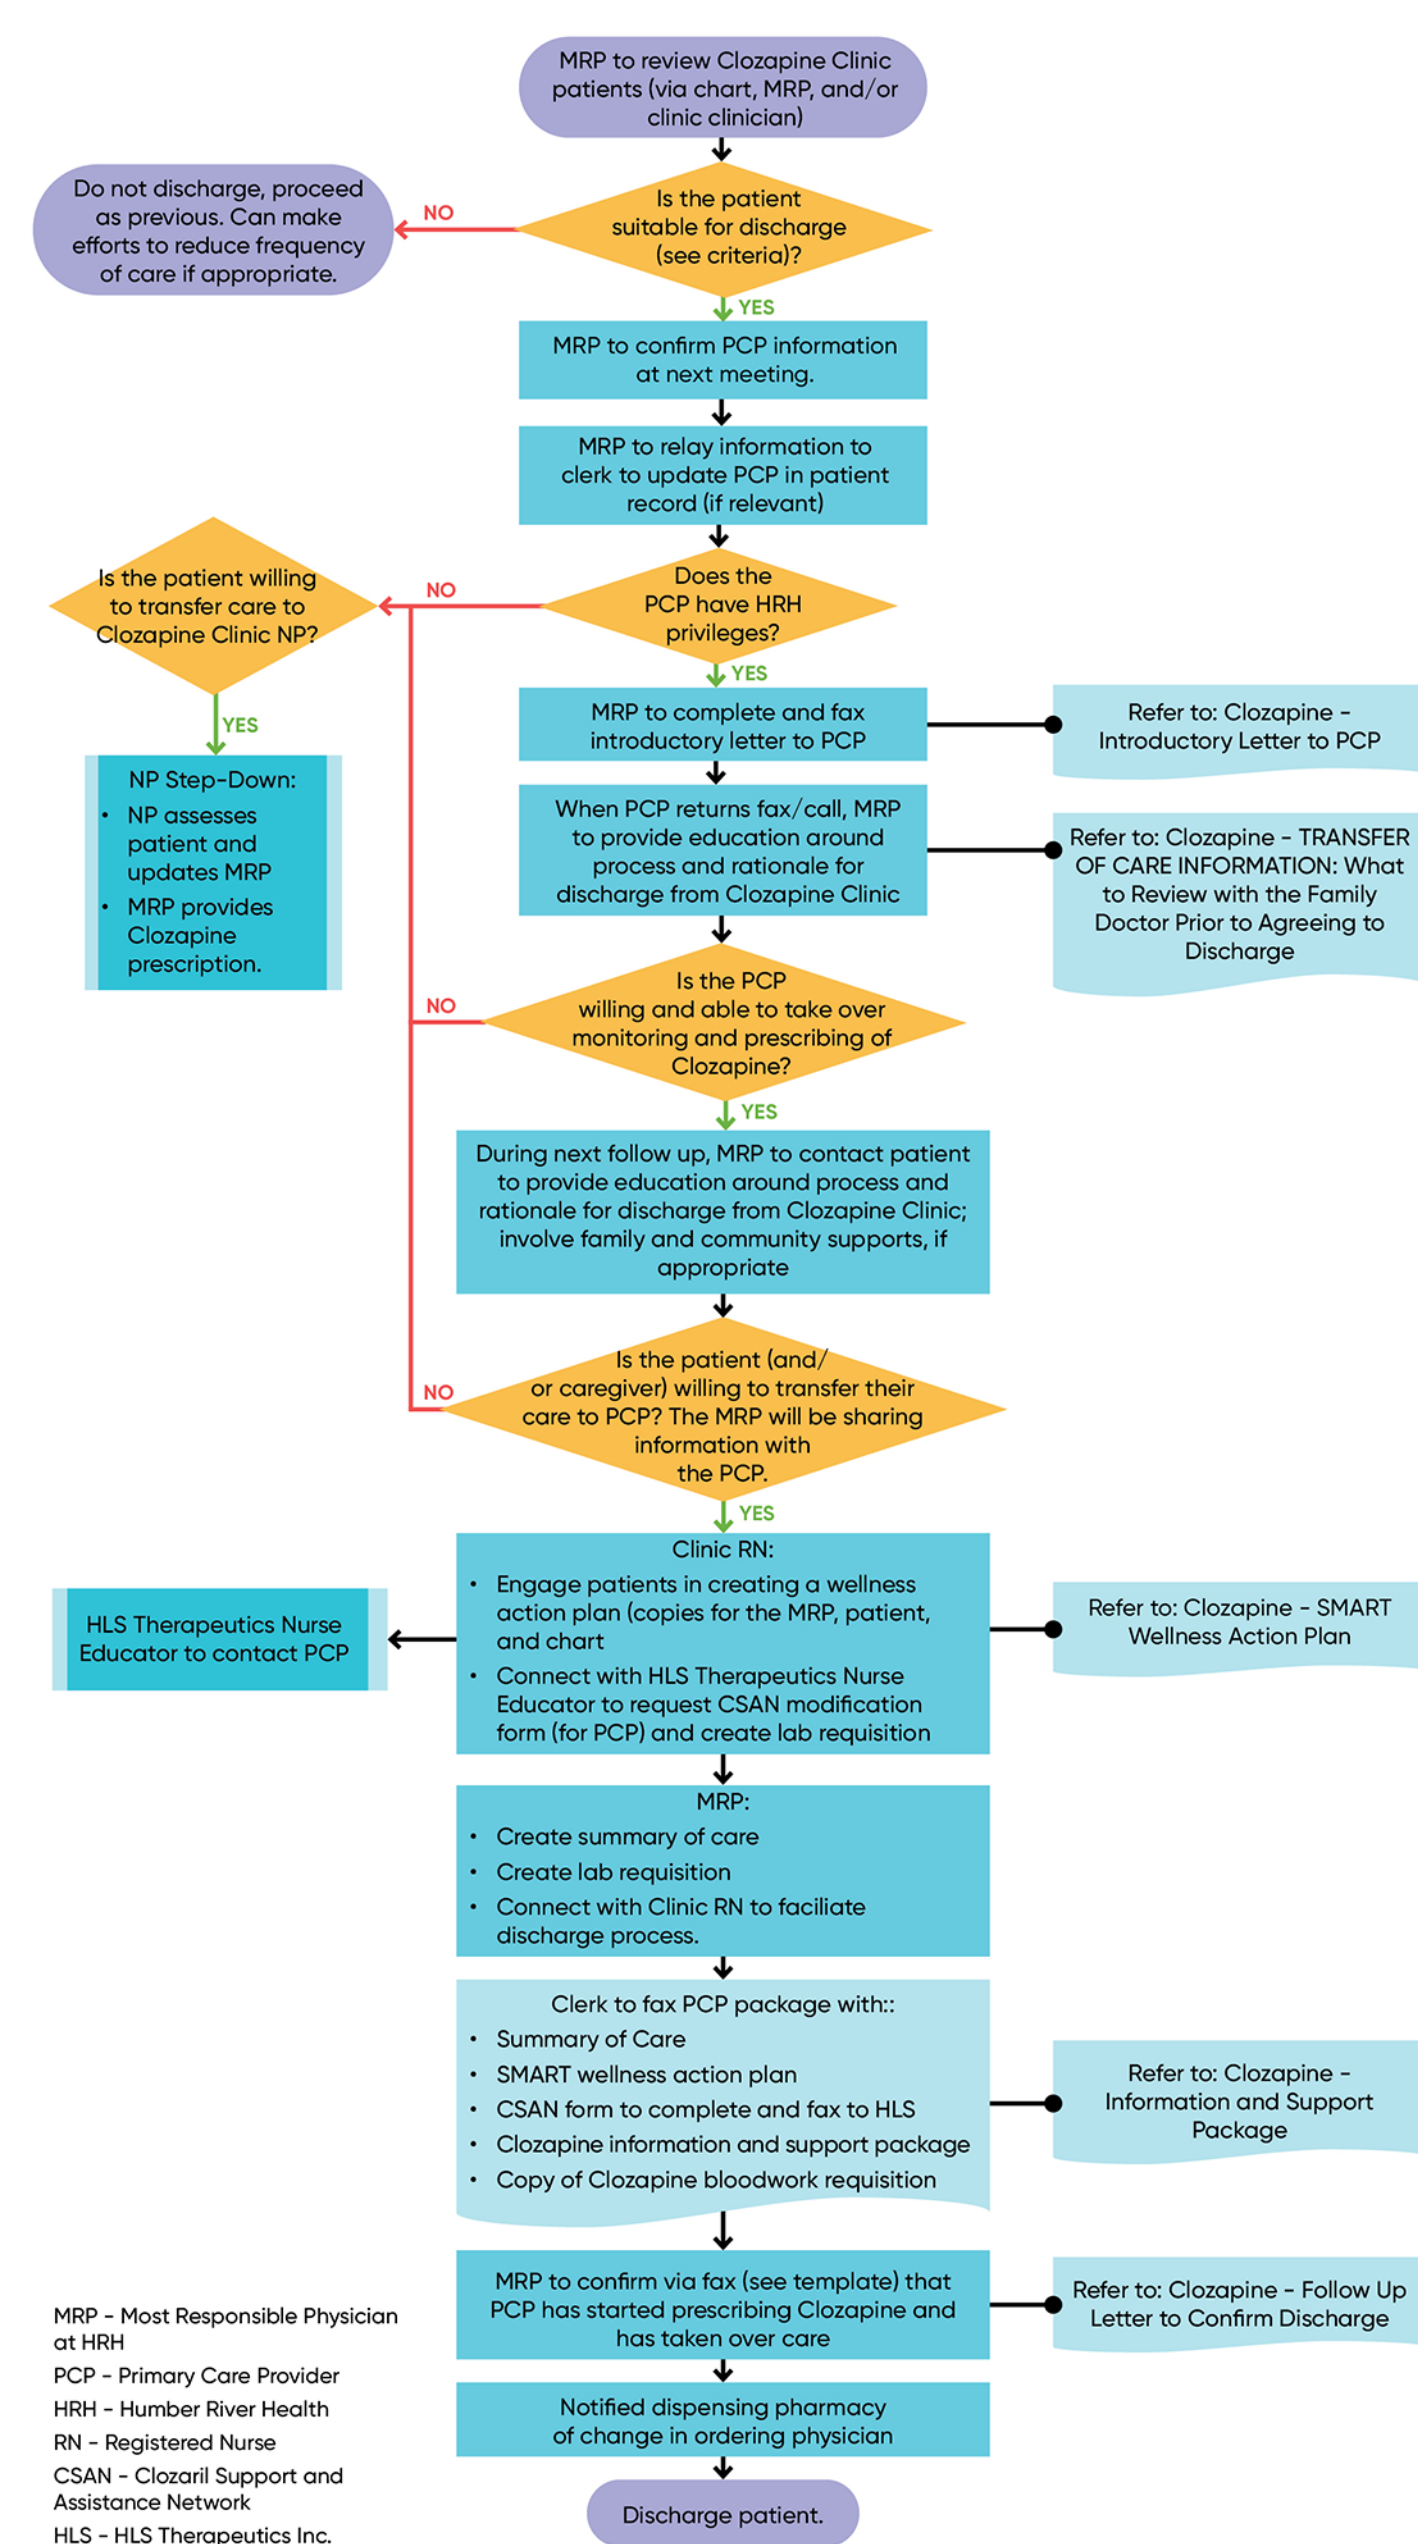 MRP to review Clozapine Clinic
patients (via chart, MRP, and/or
clinic clinician)
Is the patient
suitable for discharge
(see criteria)?
NO
Do not discharge, proceed
as previous. Can make
efforts to reduce frequency
of care if appropriate.
YES
MRP to confirm PCP information
at next meeting.
MRP to relay information to
clerk to update PCP in patient
record (if relevant)
Does the
PCP have HRH
privileges?
NO
Is the patient willing
to transfer care to
Clozapine Clinic NP?
YES
NP Step-Down:
• NP assesses
patient and
updates MRP
• MRP provides
Clozapine
prescription.
YES
MRP to complete and fax
introductory letter to PCP
Refer to: Clozapine -
Introductory Letter to PCP
When PCP returns fax/call, MRP
to provide education around
process and rationale for
discharge from Clozapine Clinic
Refer to: Clozapine - TRANSFER
OF CARE INFORMATION: What
to Review with the Family
Doctor Prior to Agreeing to
Discharge
Is the PCP
willing and able to take over
monitoring and prescribing of
Clozapine?
NO
YES
During next follow up, MRP to contact patient
to provide education around process and
rationale for discharge from Clozapine Clinic;
involve family and community supports, if
appropriate
Is the patient (and/
or caregiver) willing to transfer their
care to PCP? The MRP will be sharing
information with
the PCP.
NO
YES
Clinic RN:
• Engage patients in creating a wellness
action plan (copies for the MRP, patient,
and chart
• Connect with HLS Therapeutics Nurse
Educator to request CSAN modification
form (for PCP) and create lab requisition
HLS Therapeutics Nurse
Educator to contact PCP
Refer to: Clozapine - SMART
Wellness Action Plan
MRP:
• Create summary of care
• Create lab requisition
• Connect with Clinic RN to faciliate
discharge process.
Clerk to fax PCP package with::
• Summary of Care
• SMART wellness action plan
• CSAN form to complete and fax to HLS
• Clozapine information and support package
• Copy of Clozapine bloodwork requisition
Refer to: Clozapine -
Information and Support
Package
MRP to confirm via fax (see template) that
PCP has started prescribing Clozapine and
has taken over care
Refer to: Clozapine - Follow Up
Letter to Confirm Discharge
Notified dispensing pharmacy
of change in ordering physician
Discharge patient.
MRP - Most Responsible Physician
at HRH
PCP - Primary Care Provider
HRH - Humber River Health
RN - Registered Nurse
CSAN - Clozaril Support and
Assistance Network
HLS - HLS Therapeutics Inc.